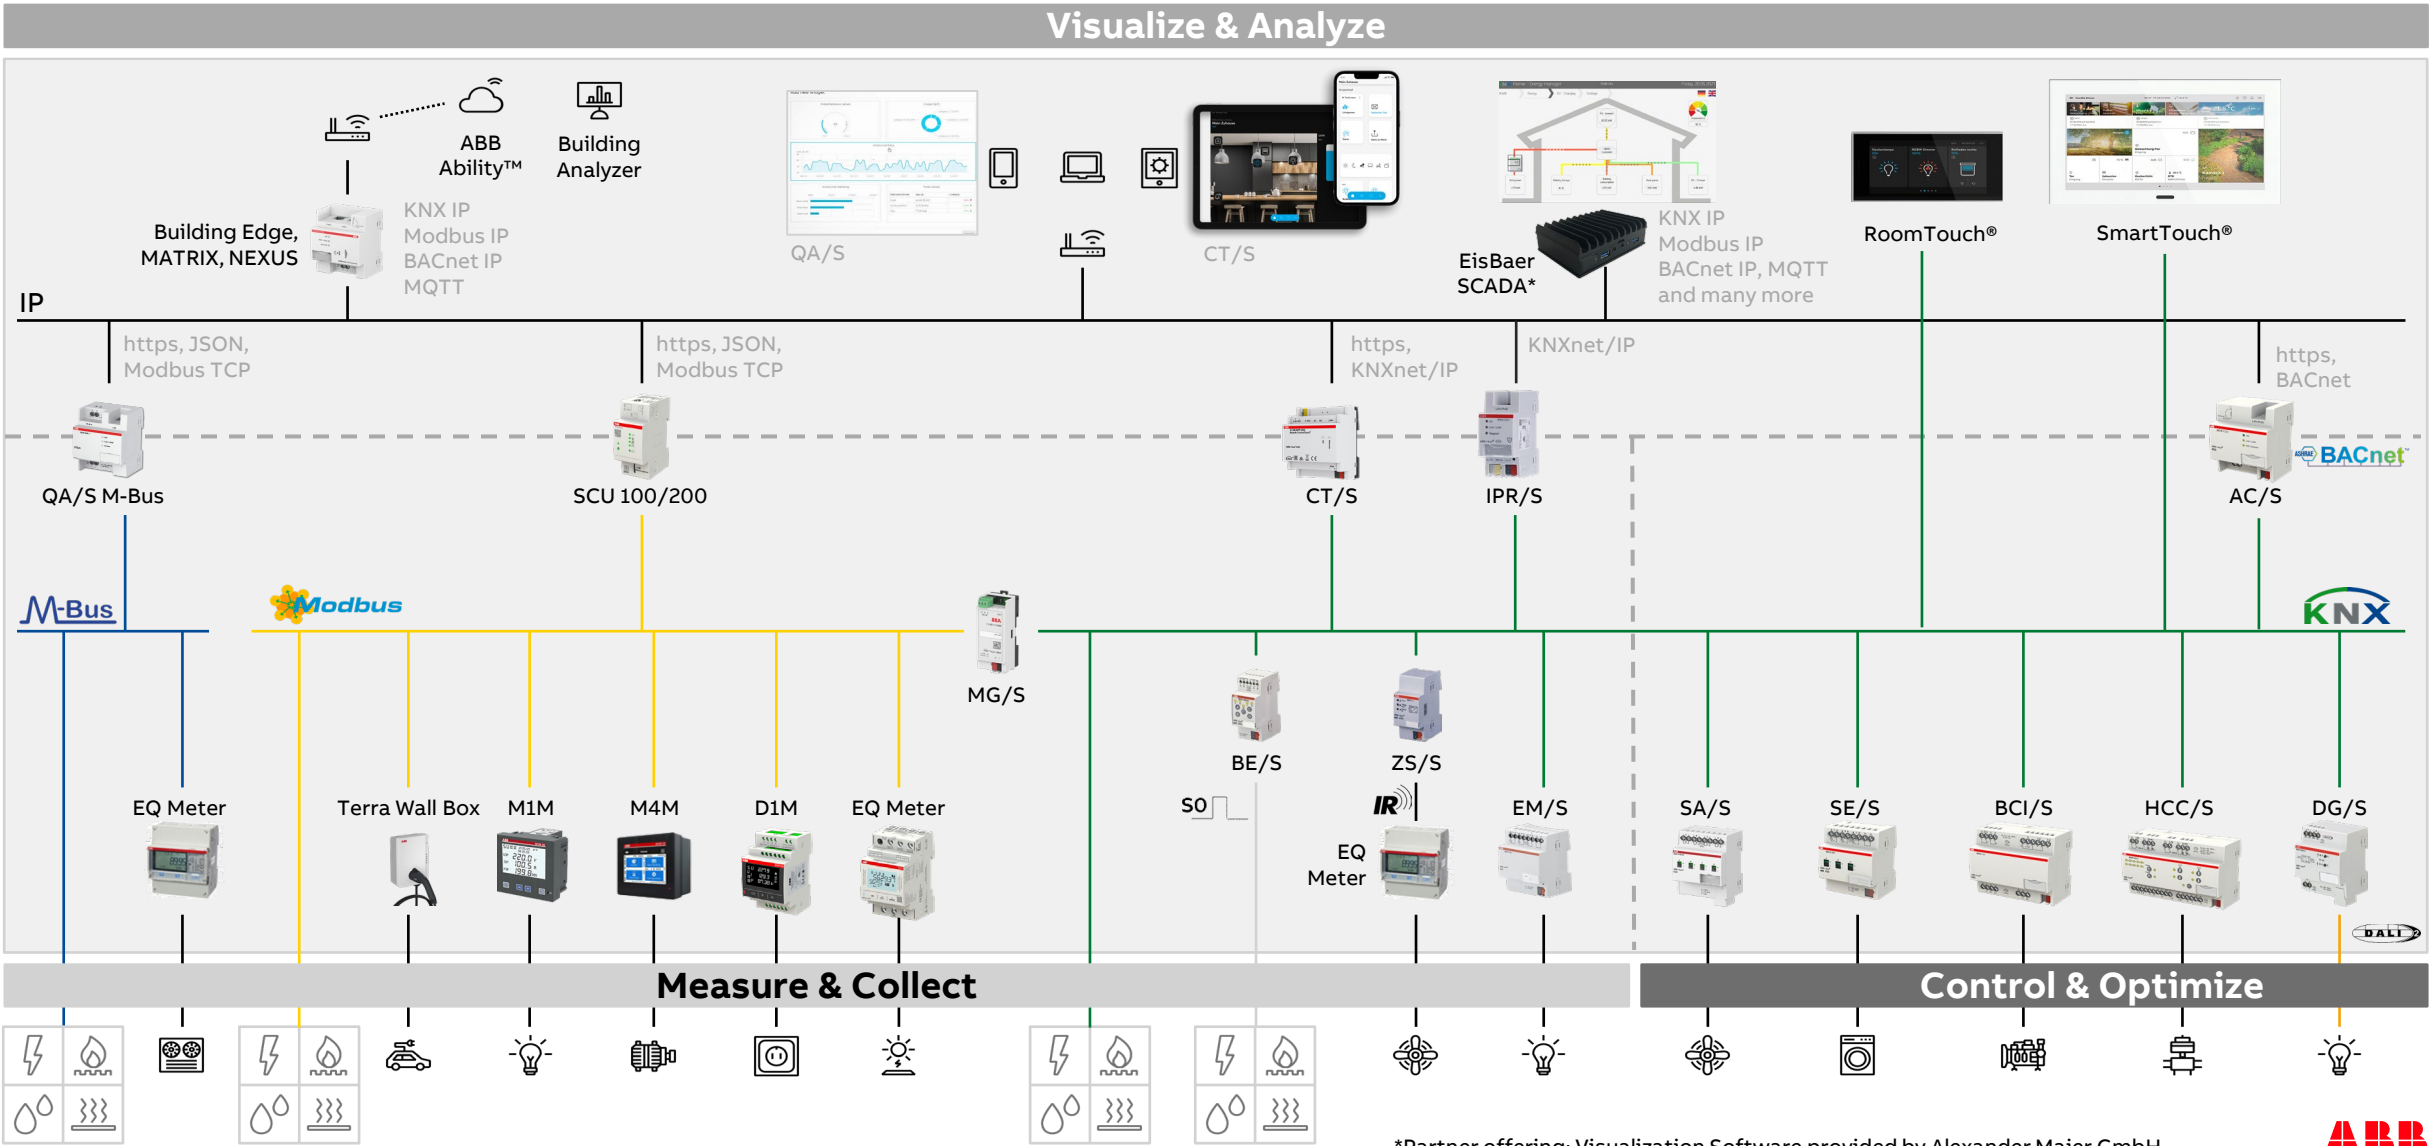 Visualize & Analyze
ABB
Ability™
Building
Analyzer
Building Edge,
MATRIX, NEXUS
KNX IP
Modbus IP
BACnet IP
MQTT
QA/S
CT/S
EisBaer
SCADA*
KNX IP
Modbus IP
BACnet IP, MQTT
and many more
RoomTouch®
SmartTouch®
IP
https, JSON,
Modbus TCP
https, JSON,
Modbus TCP
https,
KNXnet/IP
KNXnet/IP
https,
BACnet
QA/S M-Bus
SCU 100/200
CT/S
IPR/S
AC/S
ASHRAE BACnet™
M-Bus
Modbus
MG/S
KNX
BE/S
ZS/S
EQ Meter
Terra Wall Box
M1M
M4M
D1M
EQ Meter
S0
IR
EQ
Meter
EM/S
SA/S
SE/S
BCI/S
HCC/S
DG/S
DALI 2
Measure & Collect
Control & Optimize
*Partner offering: Visualization Software provided by Alexander Maier GmbH
ABB